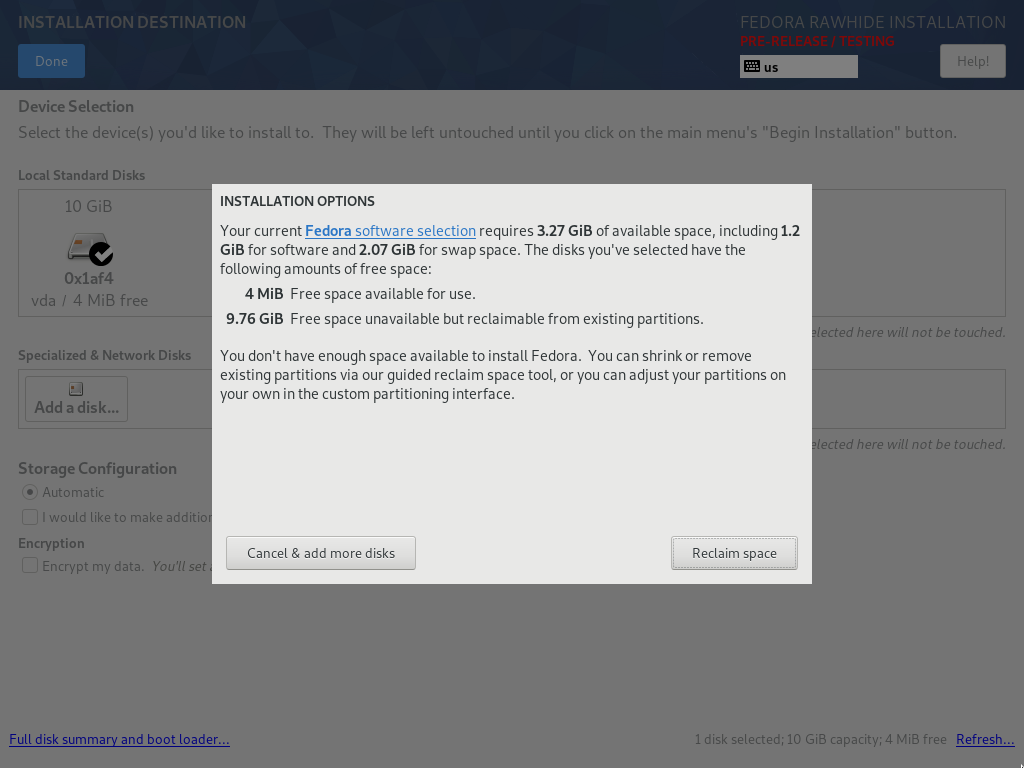 INSTALLATION DESTINATION
FEDORA RAWHIDE INSTALLATION
PRE-RELEASE / TESTING
Done
us
Help!
Device Selection
Select the device(s) you'd like to install to.  They will be left untouched until you click on the main menu's "Begin Installation" button.
Local Standard Disks
10 GiB
0x1af4
vda / 4 MiB free
elected here will not be touched.
Specialized & Network Disks
Add a disk...
elected here will not be touched.
Storage Configuration
Automatic
I would like to make addition
Encryption
Encrypt my data.  You'll set
INSTALLATION OPTIONS
Your current Fedora software selection requires 3.27 GiB of available space, including 1.2
GiB for software and 2.07 GiB for swap space. The disks you've selected have the
following amounts of free space:
4 MiB Free space available for use.
9.76 GiB Free space unavailable but reclaimable from existing partitions.
You don't have enough space available to install Fedora.  You can shrink or remove
existing partitions via our guided reclaim space tool, or you can adjust your partitions on
your own in the custom partitioning interface.
Cancel & add more disks
Reclaim space
Full disk summary and boot loader...
1 disk selected; 10 GiB capacity; 4 MiB free
Refresh...